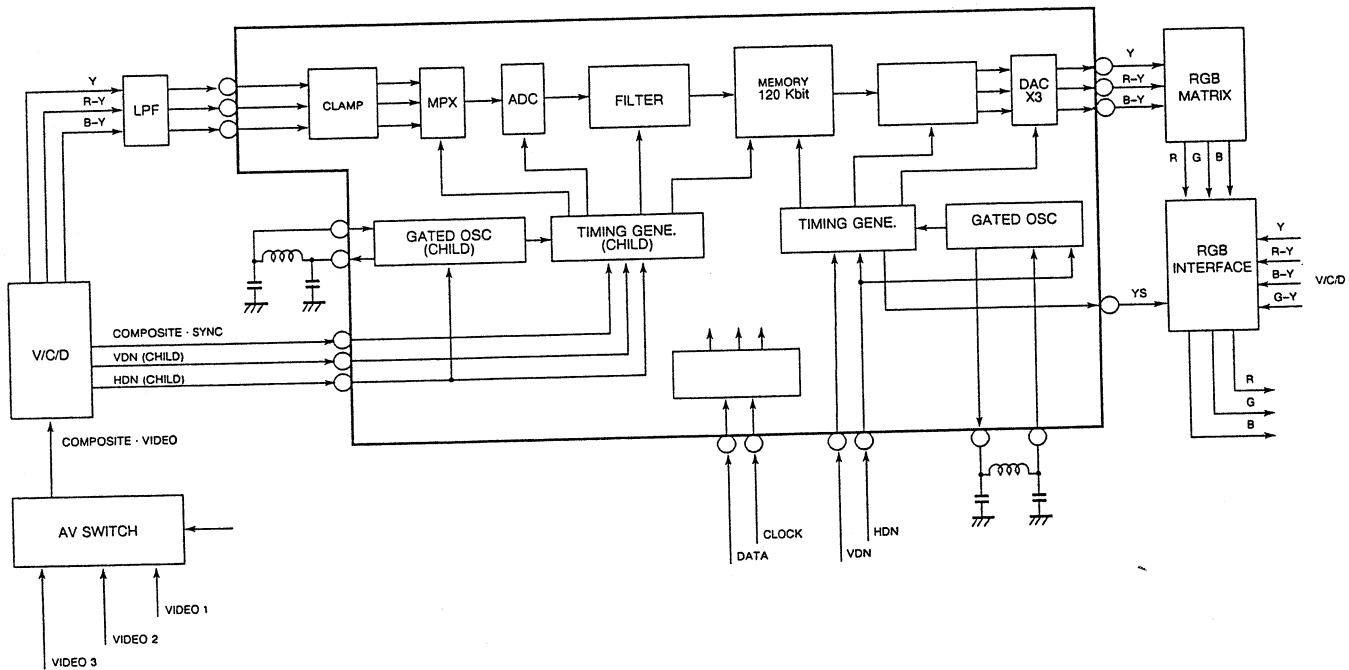 Y
R-Y
B-Y
LPF
CLAMP
MPX
ADC
FILTER
MEMORY
120 Kbit
DAC
X3
Y
R-Y
B-Y
RGB
MATRIX
R G B
GATED OSC
(CHILD)
TIMING GENE.
(CHILD)
TIMING GENE.
GATED OSC
RGB
INTERFACE
Y
R-Y
B-Y
G-Y
V/C/D
YS
V/C/D
COMPOSITE · SYNC
VDN (CHILD)
HDN (CHILD)
R
G
B
COMPOSITE · VIDEO
AV SWITCH
DATA
CLOCK
VDN
HDN
VIDEO 1
VIDEO 2
VIDEO 3